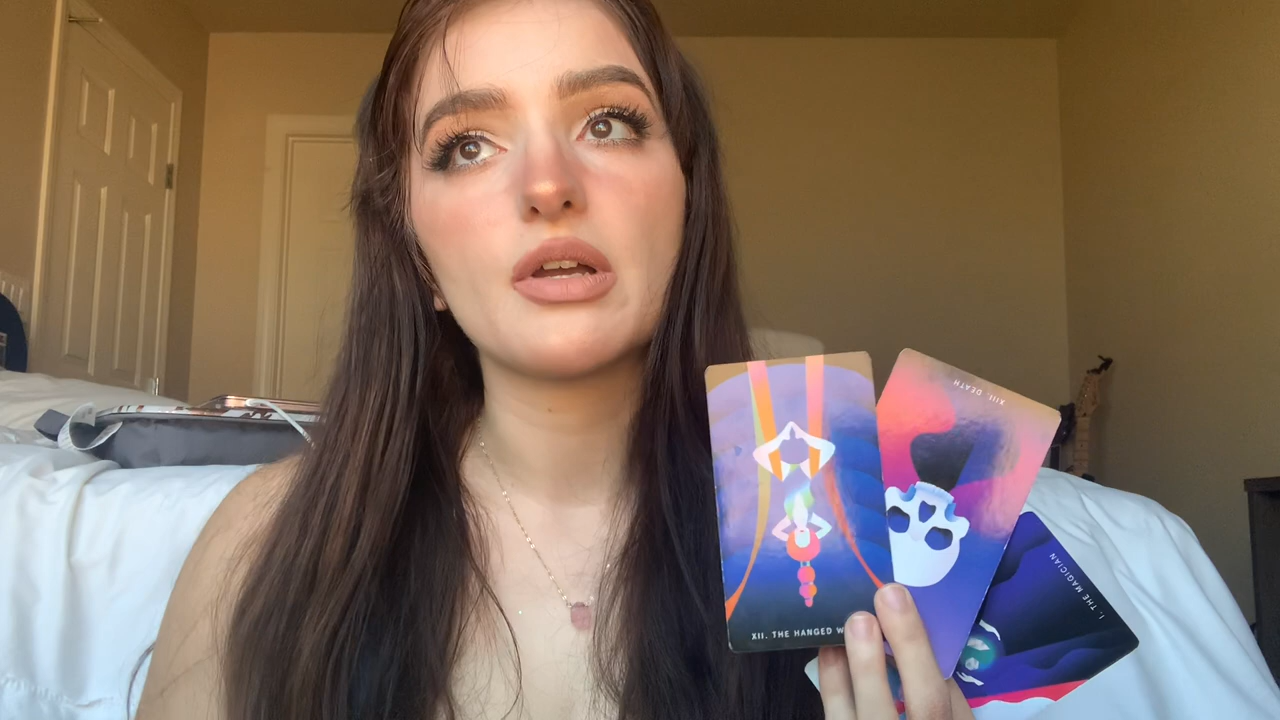 XII. THE HANGED
XIII. DEATH
I. THE MAGICIAN